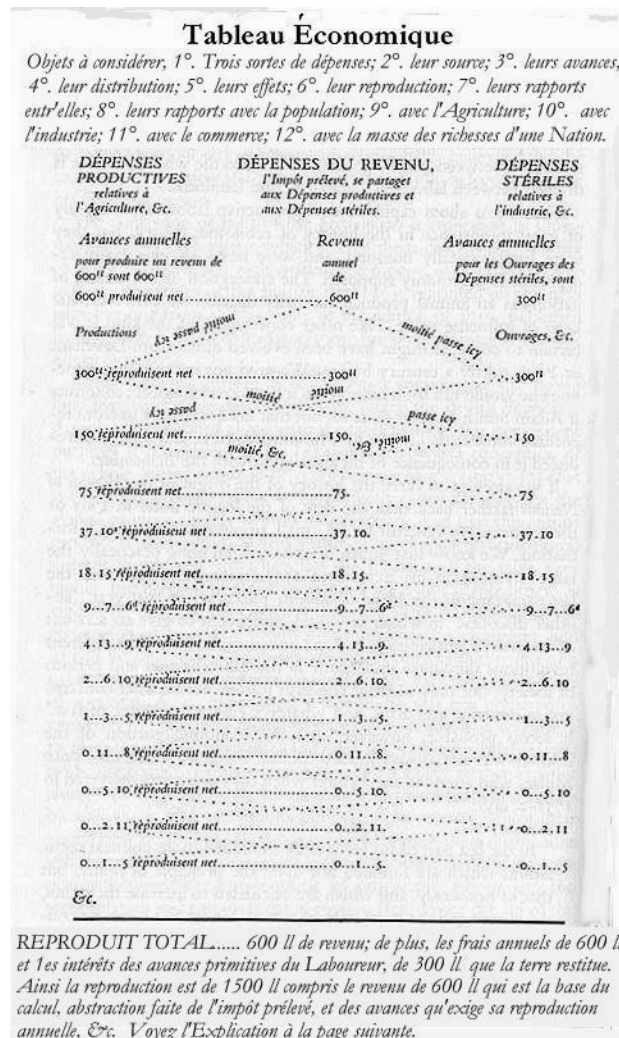 Tableau Économique
Objets à considérer, 1°. Trois sortes de dépenses; 2°. leur source; 3°. leurs avances,
4°. leur distribution; 5°. leurs effets; 6°. leur reproduction; 7°. leurs rapports
entr'elles; 8°. leurs rapports avec la population; 9°. avec l'Agriculture; 10°. avec
l'industrie; 11°. avec le commerce; 12°. avec la masse des richesses d'une Nation.
DÉPENSES PRODUCTIVES relatives à l'Agriculture, &c.
DÉPENSES DU REVENU, l'Impôt prélevé, se partaget aux Dépenses productives et aux Dépenses stériles.
DÉPENSES STÉRILES relatives à l'industrie, &c.
Avances annuelles Revenu Avances annuelles
pour produire un revenu de annuel pour les Ouvrages des
600ll sont 600ll de Dépenses stériles, sont
600ll produisent net 600ll 300ll
Productions moitié passe icy moitié passe icy Ouvrages, &c.
300ll reproduisent net 300ll 300ll
moitié passe icy moitié passe icy
150 reproduisent net 150. 150
moitié, &c. moitié, &c.
75 reproduisent net 75. 75
37.10s reproduisent net 37.10. 37.10
18.15 reproduisent net 18.15. 18.15
9...7...6d reproduisent net 9...7...6d 9...7...6d
4.13...9 reproduisent net 4.13...9. 4.13...9
2...6.10 reproduisent net 2...6.10. 2...6.10
1...3...5 reproduisent net 1...3...5. 1...3...5
0.11...8 reproduisent net 0.11...8. 0.11...8
0...5.10 reproduisent net 0...5.10. 0...5.10
0...2.11 reproduisent net 0...2.11. 0...2.11
0...1...5 reproduisent net 0...1...5. 0...1...5
&c.
REPRODUIT TOTAL..... 600 ll de revenu; de plus, les frais annuels de 600 ll
et 1es intérêts des avances primitives du Laboureur, de 300 ll que la terre restitue.
Ainsi la reproduction est de 1500 ll compris le revenu de 600 ll qui est la base du
calcul, abstraction faite de l'impôt prélevé, et des avances qu'exige sa reproduction
annuelle, &c. Voyez l'Explication à la page suivante.